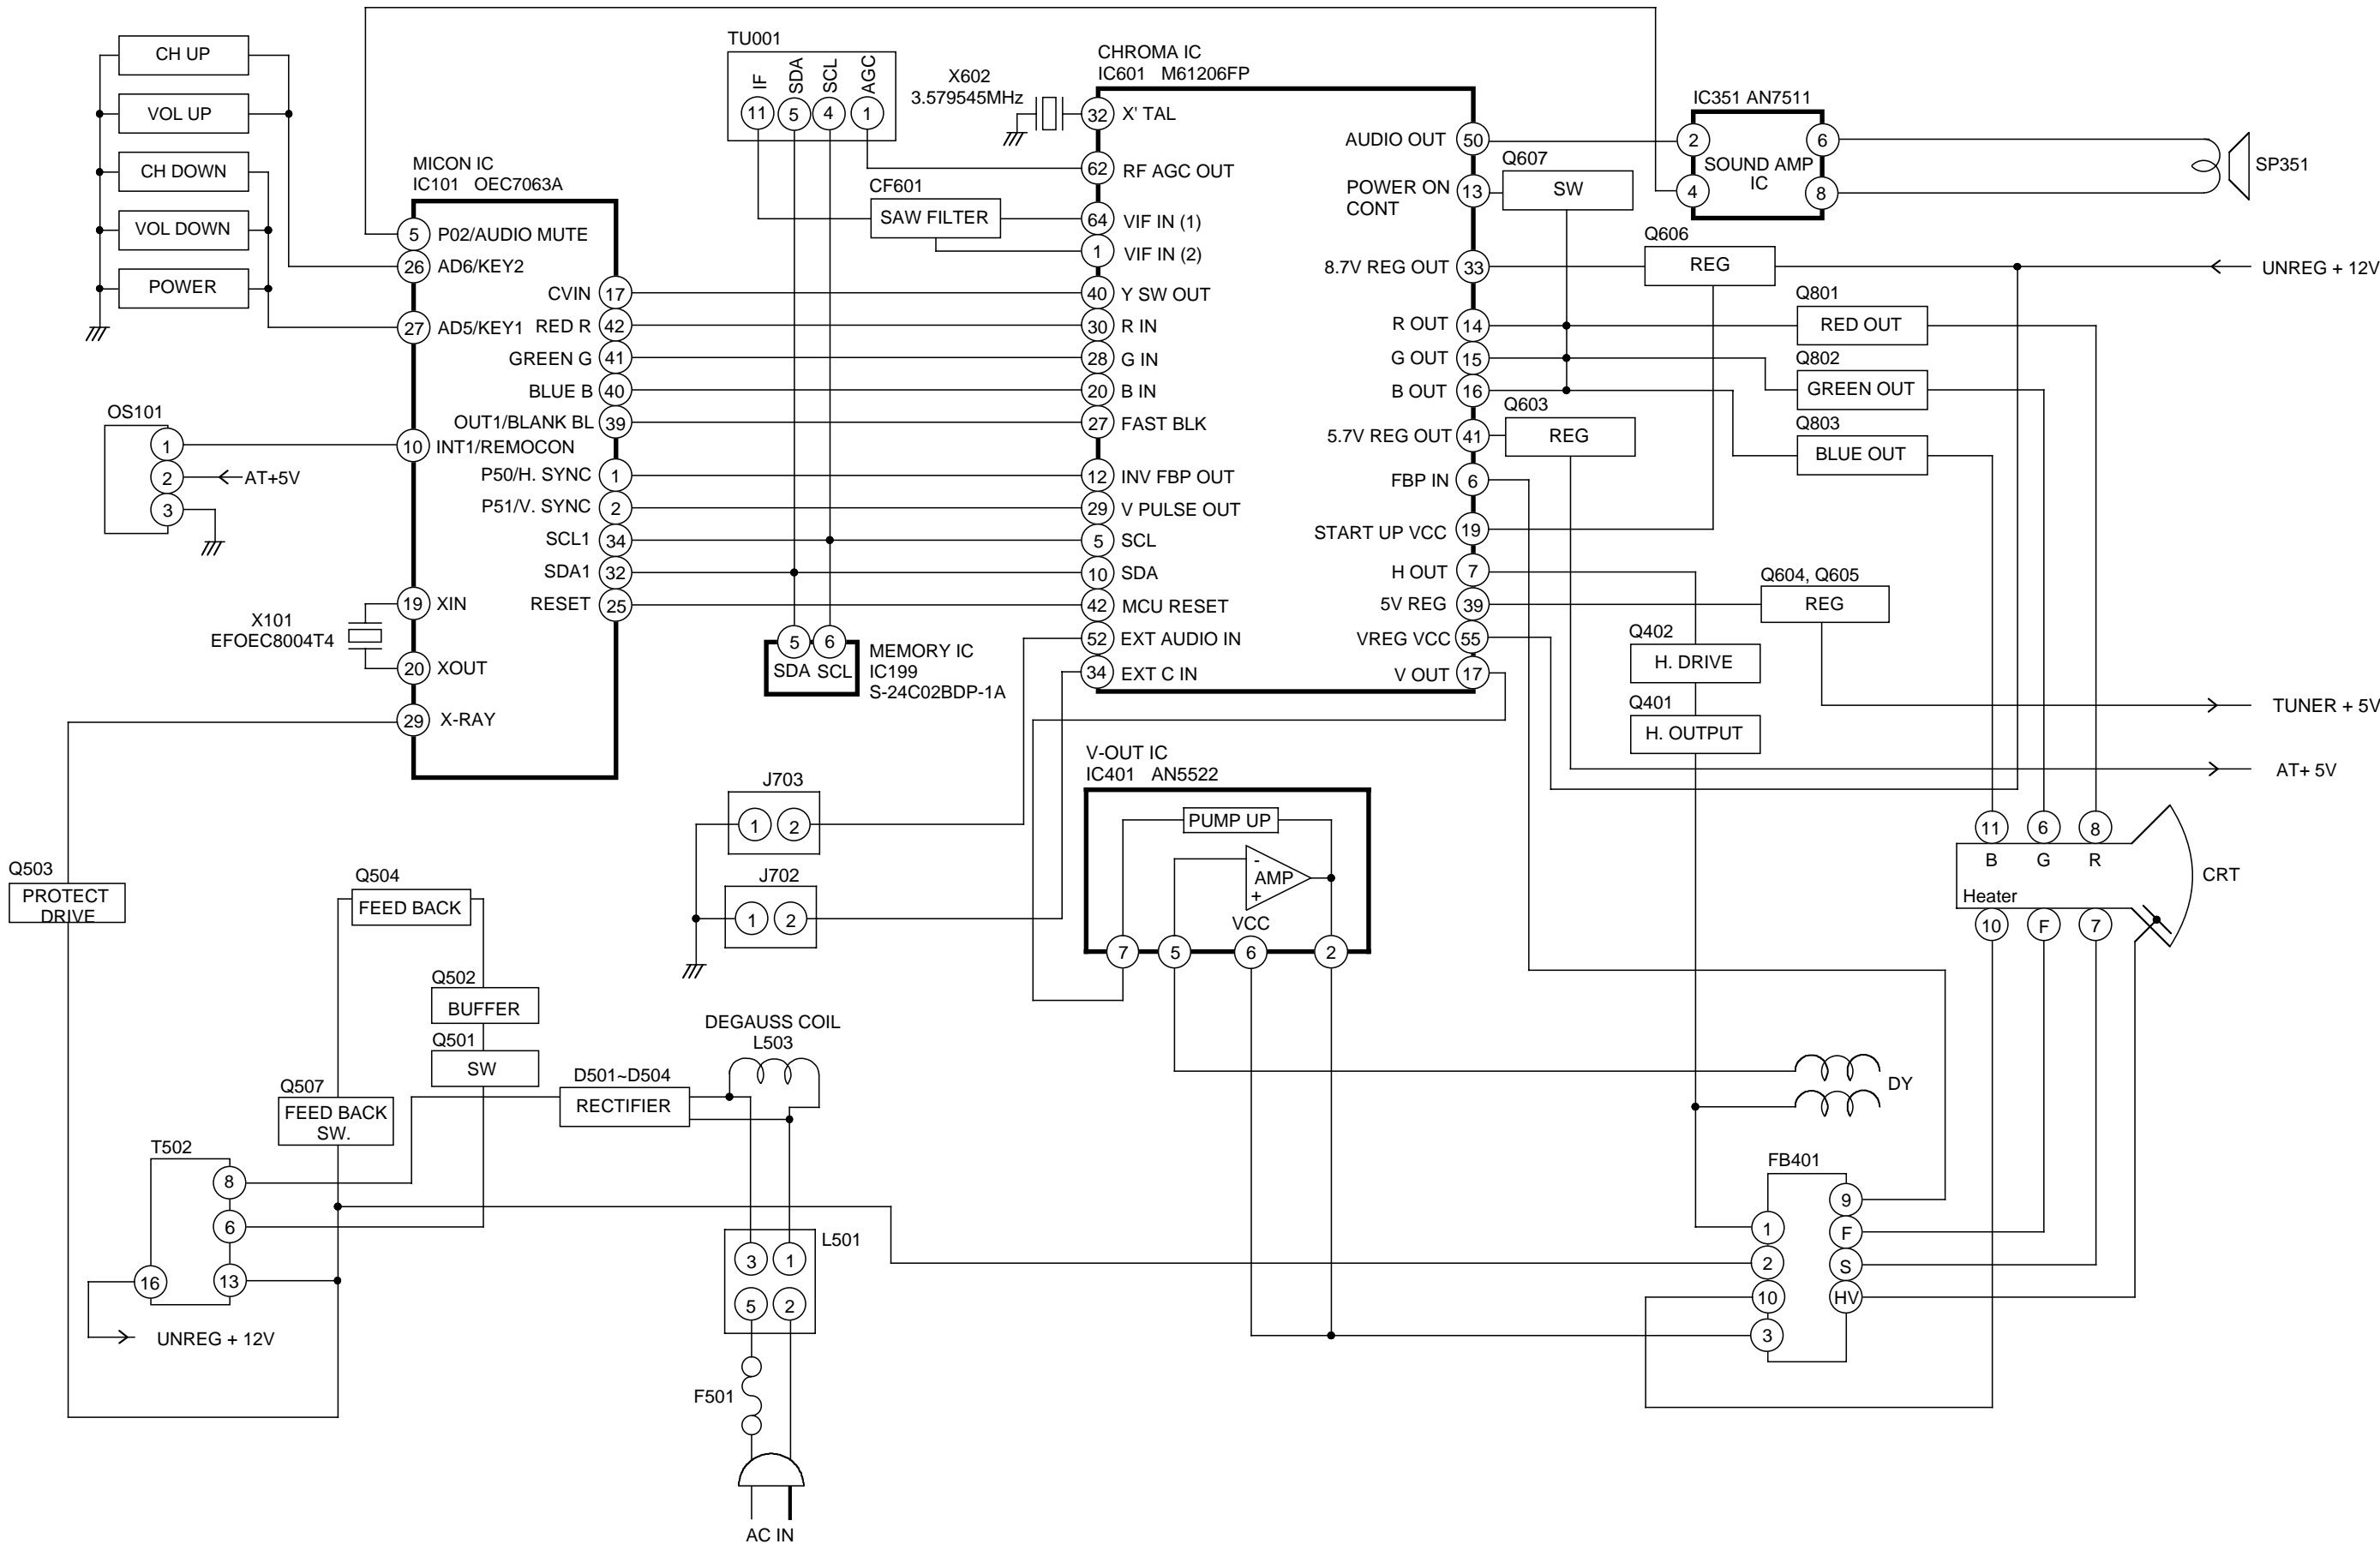 CH UP
VOL UP
CH DOWN
VOL DOWN
POWER
MICON IC
IC101 OEC7063A
5 P02/AUDIO MUTE
26 AD6/KEY2
27 AD5/KEY1
10 INT1/REMOCON
19 XIN
20 XOUT
29 X-RAY
CVIN 17
RED R 42
GREEN G 41
BLUE B 40
OUT1/BLANK BL 39
P50/H. SYNC 1
P51/V. SYNC 2
SCL1 34
SDA1 32
RESET 25
OS101
1
2
3
AT+5V
X101
EFOEC8004T4
TU001
IF
SDA
SCL
AGC
11 5 4 1
X602
3.579545MHz
CF601
SAW FILTER
5 6
SDA SCL
MEMORY IC
IC199
S-24C02BDP-1A
CHROMA IC
IC601 M61206FP
32 X' TAL
62 RF AGC OUT
64 VIF IN (1)
1 VIF IN (2)
40 Y SW OUT
30 R IN
28 G IN
20 B IN
27 FAST BLK
12 INV FBP OUT
29 V PULSE OUT
5 SCL
10 SDA
42 MCU RESET
52 EXT AUDIO IN
34 EXT C IN
AUDIO OUT 50
POWER ON
CONT
13
8.7V REG OUT 33
R OUT 14
G OUT 15
B OUT 16
5.7V REG OUT 41
FBP IN 6
START UP VCC 19
H OUT 7
5V REG 39
VREG VCC 55
V OUT 17
IC351 AN7511
2 6
SOUND AMP
IC
4 8
SP351
Q607
SW
Q606
REG
UNREG + 12V
Q801
RED OUT
Q802
GREEN OUT
Q803
BLUE OUT
Q603
REG
Q604, Q605
REG
Q402
H. DRIVE
Q401
H. OUTPUT
TUNER + 5V
AT+ 5V
11 6 8
B G R
Heater
10 F 7
CRT
J703
1 2
J702
1 2
V-OUT IC
IC401 AN5522
PUMP UP
-
AMP
+
VCC
7 5 6 2
DY
FB401
1
2
10
3
9
F
S
HV
Q503
PROTECT
DRIVE
Q504
FEED BACK
Q502
BUFFER
Q501
SW
Q507
FEED BACK
SW.
T502
8
6
13
16
UNREG + 12V
DEGAUSS COIL
L503
D501~D504
RECTIFIER
L501
3 1
5 2
F501
AC IN